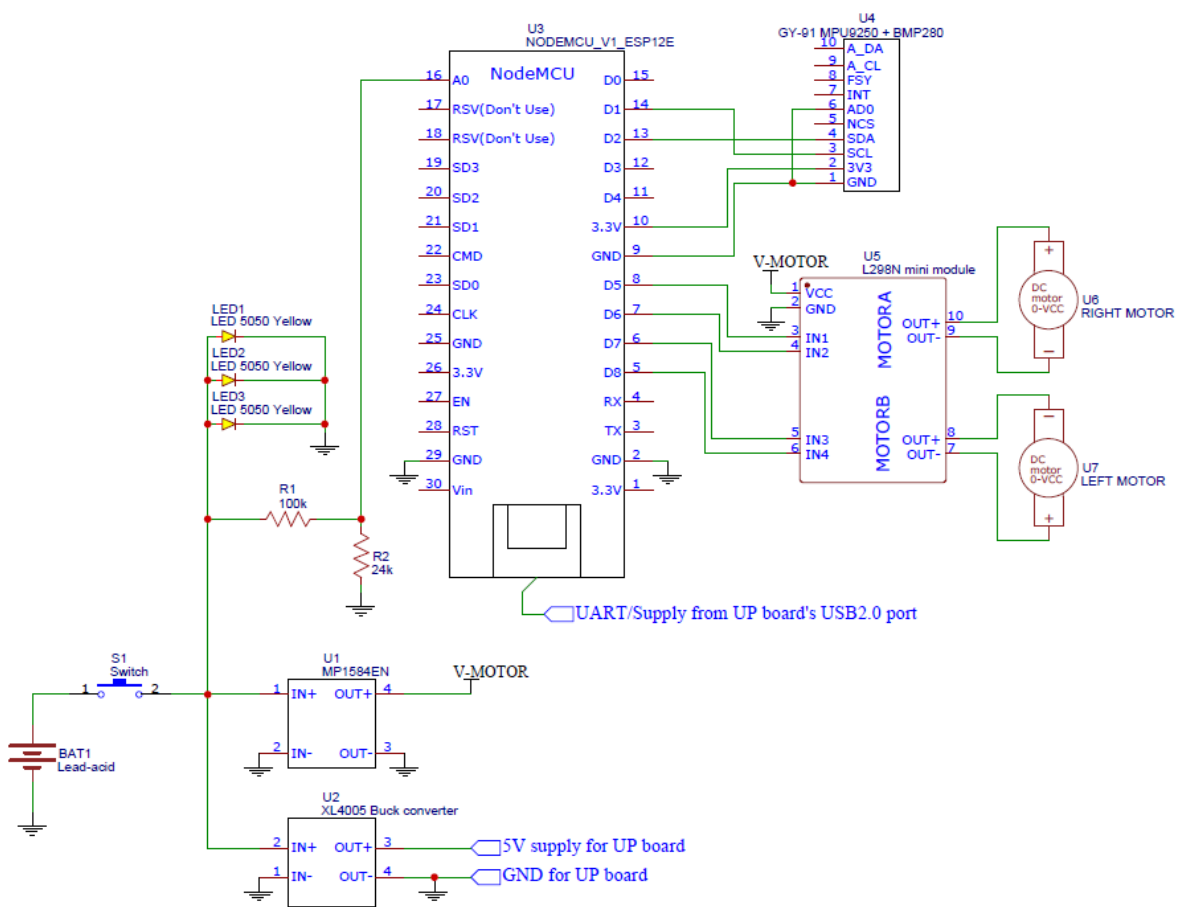 U3
NODEMCU_V1_ESP12E
NodeMCU
16 A0
17 RSV(Don't Use)
18 RSV(Don't Use)
19 SD3
20 SD2
21 SD1
22 CMD
23 SD0
24 CLK
25 GND
26 3.3V
27 EN
28 RST
29 GND
30 Vin
D0 15
D1 14
D2 13
D3 12
D4 11
3.3V 10
GND 9
D5 8
D6 7
D7 6
D8 5
RX 4
TX 3
GND 2
3.3V 1
UART/Supply from UP board's USB2.0 port
U4
GY-91 MPU9250 + BMP280
10 A_DA
9 A_CL
8 FSY
7 INT
6 AD0
5 NCS
4 SDA
3 SCL
2 3V3
1 GND
V-MOTOR
U5
L298N mini module
1 VCC
2 GND
3 IN1
4 IN2
5 IN3
6 IN4
MOTORA
MOTORB
OUT+ 10
OUT- 9
OUT+ 8
OUT- 7
+
DC
motor
0-VCC
−
U6
RIGHT MOTOR
−
DC
motor
0-VCC
+
U7
LEFT MOTOR
LED1
LED 5050 Yellow
LED2
LED 5050 Yellow
LED3
LED 5050 Yellow
R1
100k
R2
24k
S1
Switch
1 2
BAT1
Lead-acid
U1
MP1584EN
1 IN+ OUT+ 4
2 IN- OUT- 3
V-MOTOR
U2
XL4005 Buck converter
2 IN+ OUT+ 3
1 IN- OUT- 4
5V supply for UP board
GND for UP board